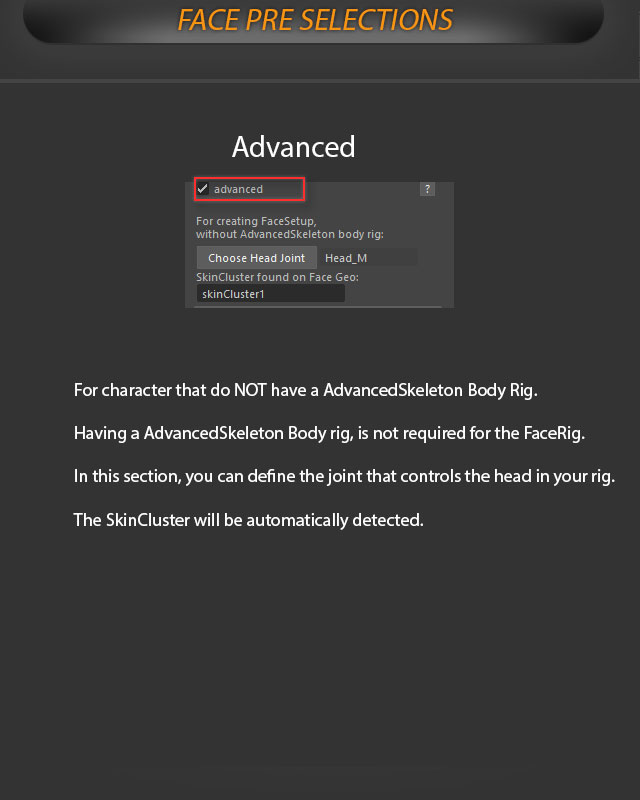 FACE PRE SELECTIONS
Advanced
advanced
?
For creating FaceSetup,
without AdvancedSkeleton body rig:
Choose Head Joint Head_M
SkinCluster found on Face Geo:
skinCluster1
For character that do NOT have a AdvancedSkeleton Body Rig.
Having a AdvancedSkeleton Body rig, is not required for the FaceRig.
In this section, you can define the joint that controls the head in your rig.
The SkinCluster will be automatically detected.